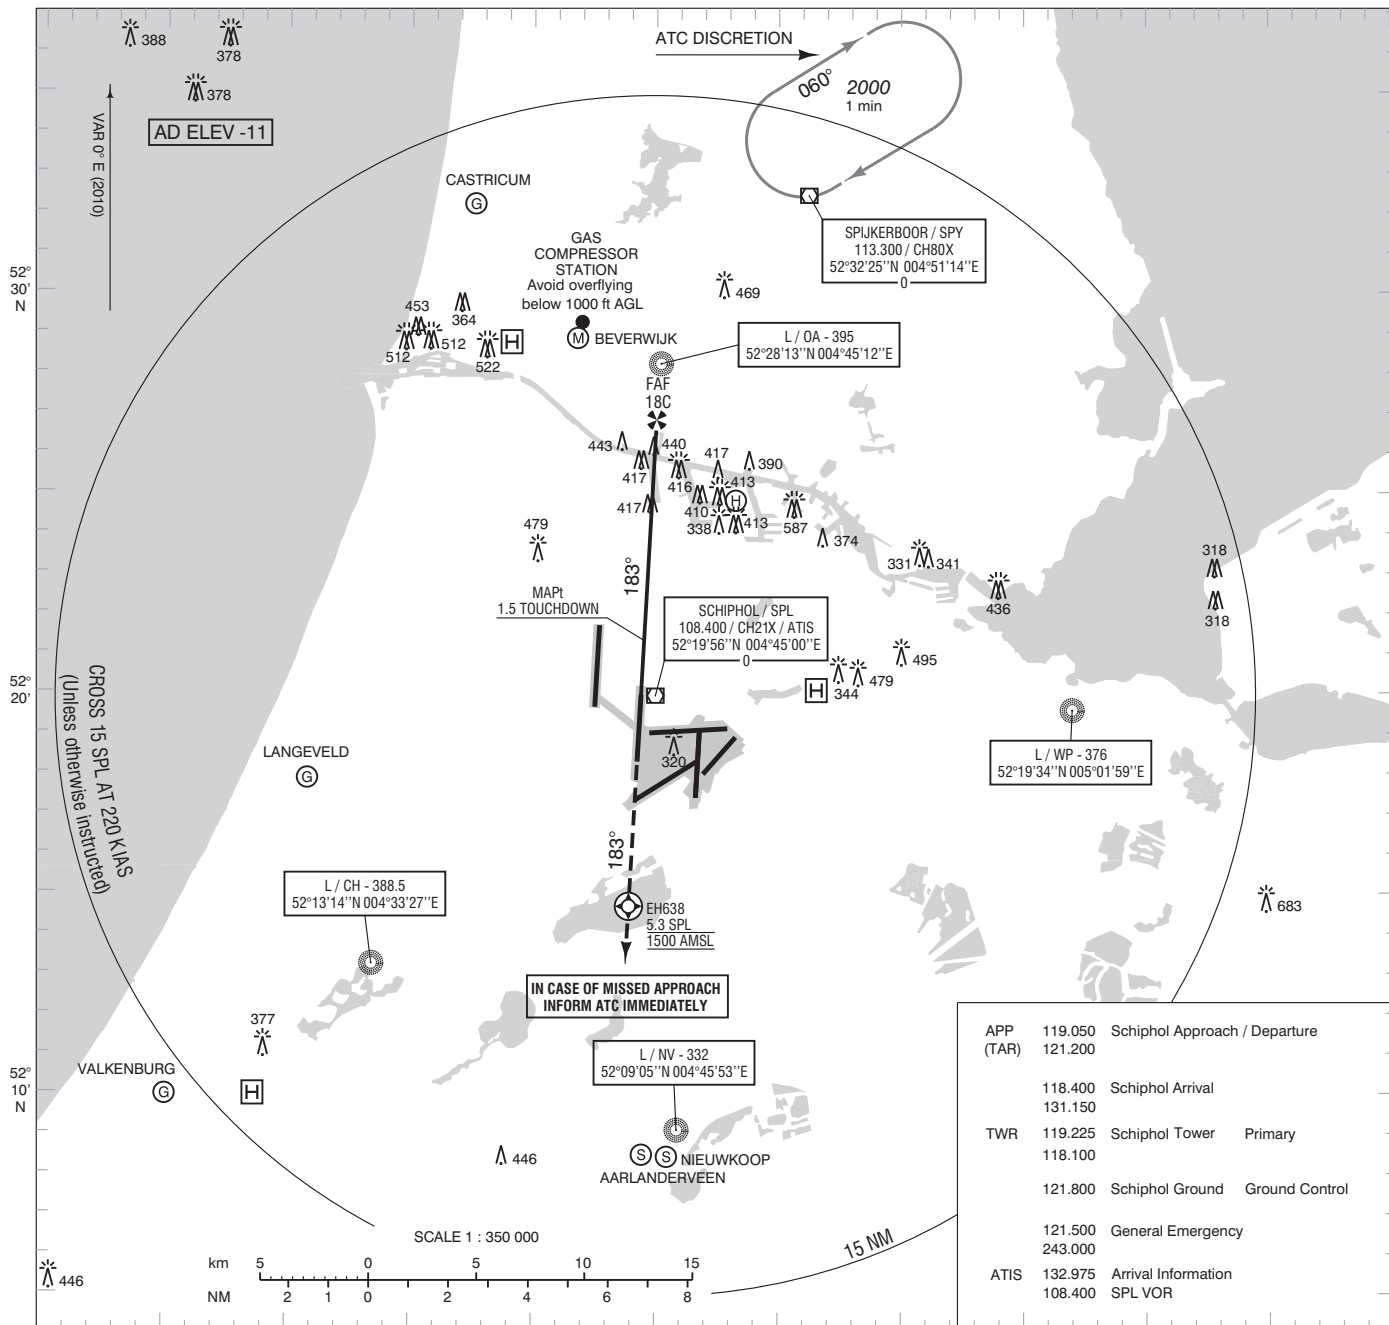 388
378
378
AD ELEV -11
VAR 0° E (2010)
ATC DISCRETION
060°
2000
1 min
CASTRICUM
G
SPIJKERBOOR / SPY
113.300 / CH80X
52°32'25''N 004°51'14''E
0
GAS
COMPRESSOR
STATION
Avoid overflying
below 1000 ft AGL
52°
30'
N
469
453
364
512
512
522
H
M BEVERWIJK
L / OA - 395
52°28'13''N 004°45'12''E
FAF
18C
443
440
417
417
390
416
413
H
410
417
338
413
587
374
479
331
341
436
318
318
183°
MAPt
1.5 TOUCHDOWN
SCHIPHOL / SPL
108.400 / CH21X / ATIS
52°19'56''N 004°45'00''E
0
495
479
344
H
52°
20'
CROSS 15 SPL AT 220 KIAS
(Unless otherwise instructed)
LANGEVELD
G
320
L / WP - 376
52°19'34''N 005°01'59''E
183°
L / CH - 388.5
52°13'14''N 004°33'27''E
EH638
5.3 SPL
1500 AMSL
683
IN CASE OF MISSED APPROACH
INFORM ATC IMMEDIATELY
377
VALKENBURG
G
H
52°
10'
N
L / NV - 332
52°09'05''N 004°45'53''E
446
S S NIEUWKOOP
AARLANDERVEEN
446
SCALE 1 : 350 000
km 5 0 5 10 15
NM 2 1 0 2 4 6 8
15 NM
APP 119.050 Schiphol Approach / Departure
(TAR) 121.200
118.400 Schiphol Arrival
131.150
TWR 119.225 Schiphol Tower Primary
118.100
121.800 Schiphol Ground Ground Control
121.500 General Emergency
243.000
ATIS 132.975 Arrival Information
108.400 SPL VOR